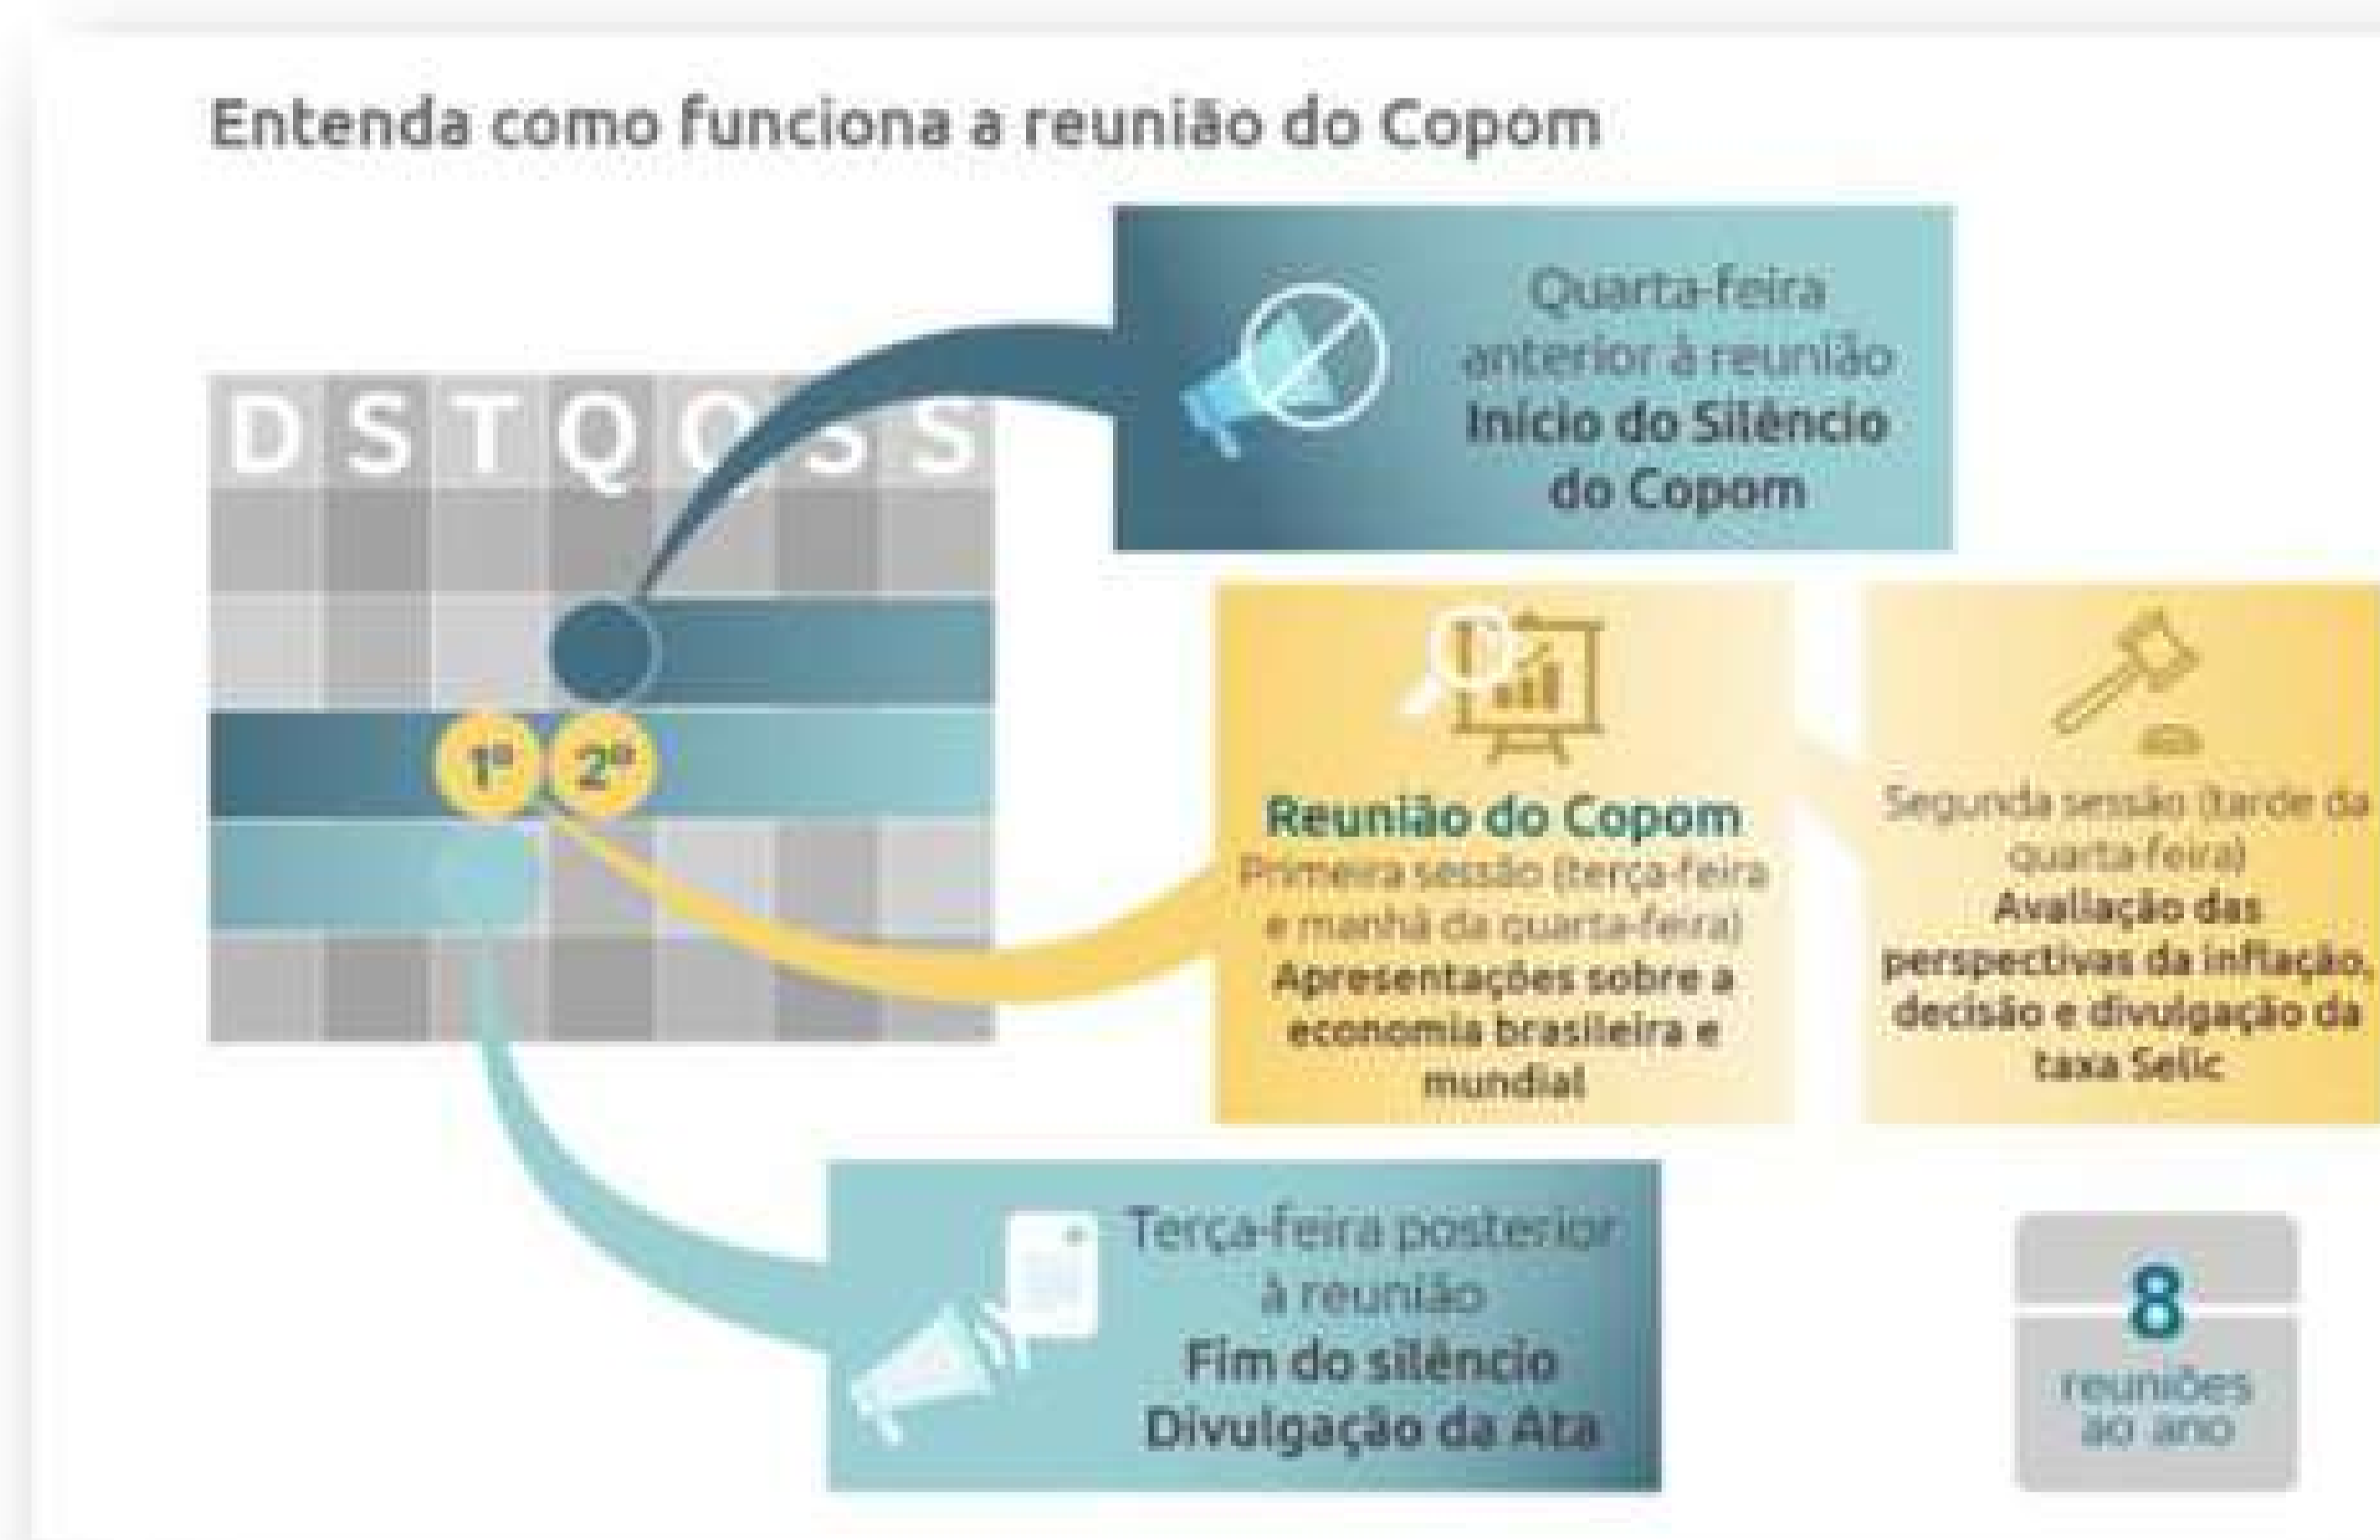 Entenda como funciona a reunião do Copom
D S T Q Q S S
Quarta-feira
anterior à reunião
Início do Silêncio
do Copom
1º 2º
Reunião do Copom
Primeira sessão (terça-feira
e manhã da quarta-feira)
Apresentações sobre a
economia brasileira e
mundial
Segunda sessão (tarde da
quarta-feira)
Avaliação das
perspectivas da inflação,
decisão e divulgação da
taxa Selic
Terça-feira posterior
à reunião
Fim do silêncio
Divulgação da Ata
8
reuniões
ao ano